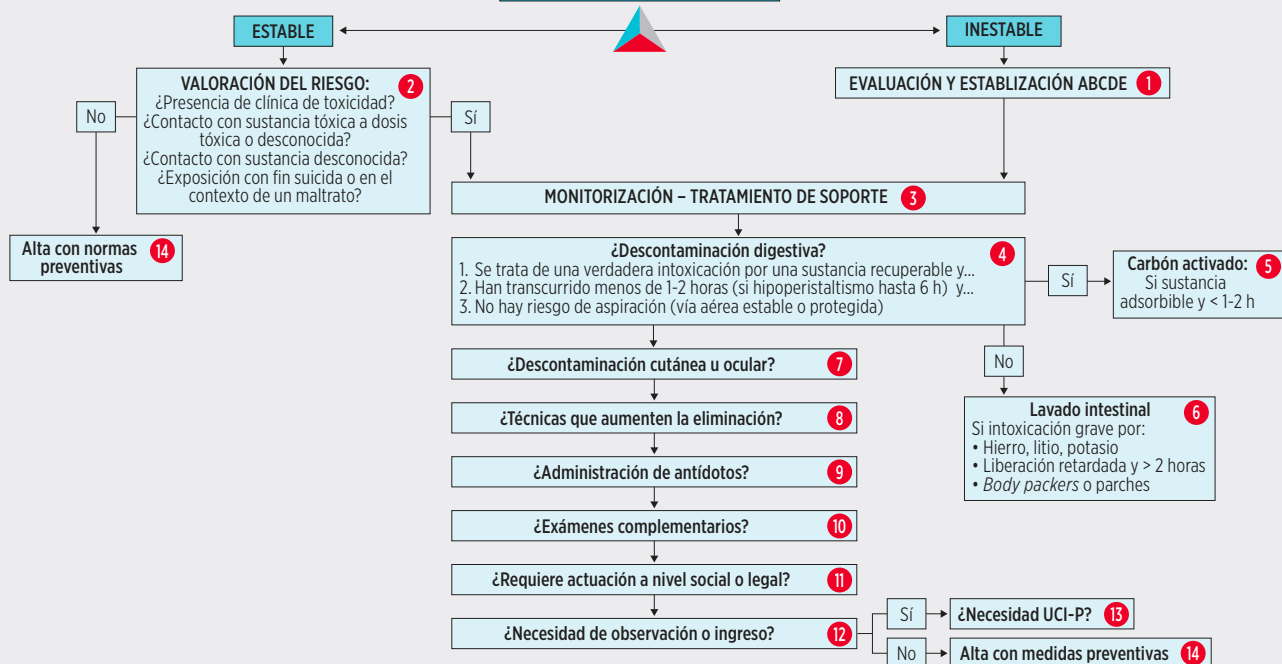 ESTABLE
INESTABLE
VALORACIÓN DEL RIESGO: 2
¿Presencia de clínica de toxicidad?
¿Contacto con sustancia tóxica a dosis
tóxica o desconocida?
¿Contacto con sustancia desconocida?
¿Exposición con fin suicida o en el
contexto de un maltrato?
EVALUACIÓN Y ESTABLIZACIÓN ABCDE 1
No
Sí
Alta con normas
preventivas 14
MONITORIZACIÓN – TRATAMIENTO DE SOPORTE 3
¿Descontaminación digestiva? 4
1. Se trata de una verdadera intoxicación por una sustancia recuperable y...
2. Han transcurrido menos de 1-2 horas (si hipoperistaltismo hasta 6 h) y...
3. No hay riesgo de aspiración (vía aérea estable o protegida)
Sí
Carbón activado: 5
Si sustancia
adsorbible y < 1-2 h
No
Lavado intestinal 6
Si intoxicación grave por:
• Hierro, litio, potasio
• Liberación retardada y > 2 horas
• Body packers o parches
¿Descontaminación cutánea u ocular? 7
¿Técnicas que aumenten la eliminación? 8
¿Administración de antídotos? 9
¿Exámenes complementarios? 10
¿Requiere actuación a nivel social o legal? 11
¿Necesidad de observación o ingreso? 12
Sí
¿Necesidad UCI-P? 13
No
Alta con medidas preventivas 14